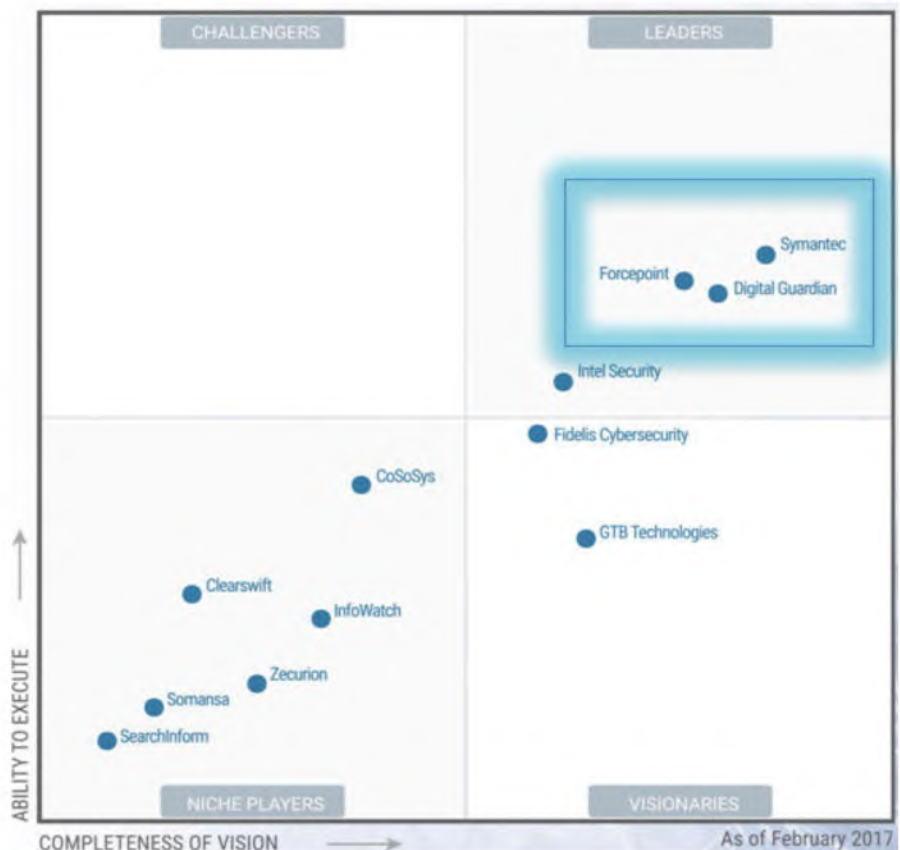 CHALLENGERS
LEADERS
Symantec
Forcepoint
Digital Guardian
Intel Security
Fidelis Cybersecurity
CoSoSys
GTB Technologies
Clearswift
InfoWatch
Zecurion
Somansa
SearchInform
ABILITY TO EXECUTE
NICHE PLAYERS
VISIONARIES
COMPLETENESS OF VISION
As of February 2017